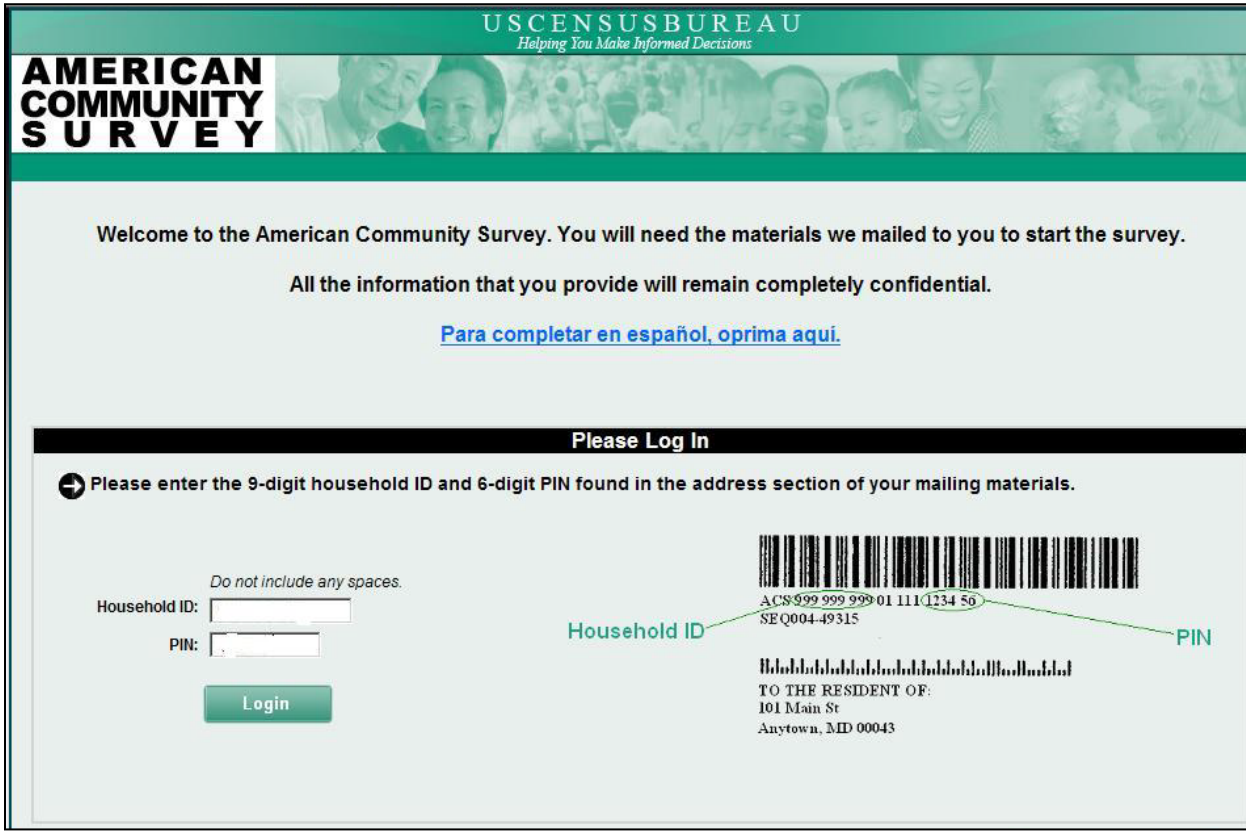 USCENSUSBUREAU
Helping You Make Informed Decisions
AMERICAN
COMMUNITY
SURVEY
Welcome to the American Community Survey. You will need the materials we mailed to you to start the survey.
All the information that you provide will remain completely confidential.
Para completar en español, oprima aquí.
Please Log In
Please enter the 9-digit household ID and 6-digit PIN found in the address section of your mailing materials.
Do not include any spaces.
Household ID:
PIN:
Login
ACS 999 999 999 01 111 1234 56
SEQ004-49315
Household ID
PIN
TO THE RESIDENT OF:
101 Main St
Anytown, MD 00043